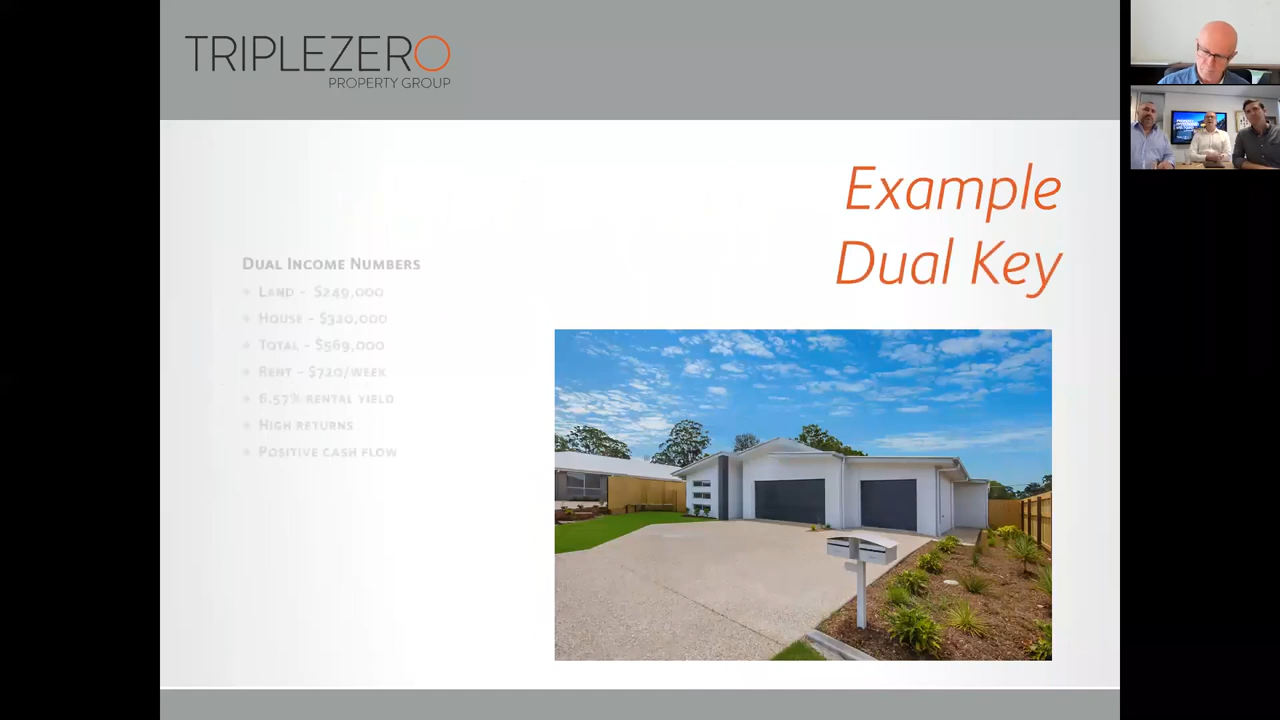 TRIPLEZERO
PROPERTY GROUP
Example
Dual Key
Dual Income Numbers
Land - $249,000
House - $320,000
Total - $569,000
Rent - $720/week
6.57% rental yield
High returns
Positive cash flow